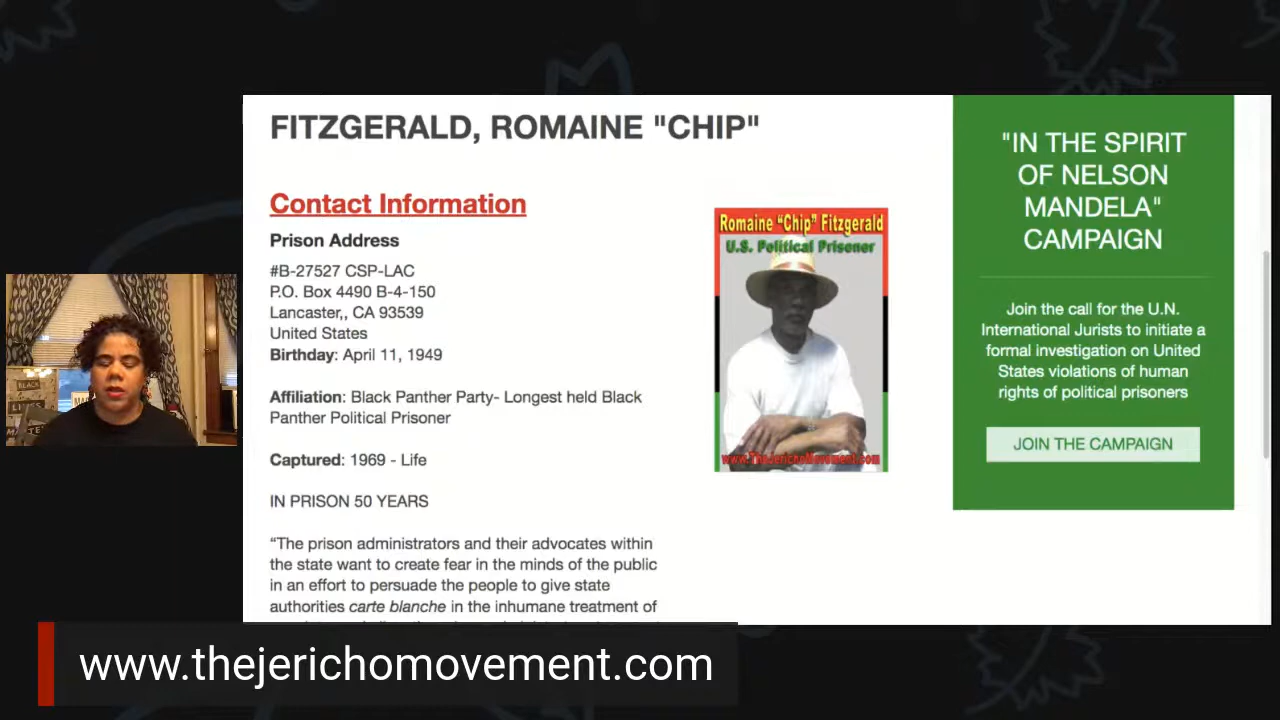 FITZGERALD, ROMAINE "CHIP"
Contact Information
Prison Address
#B-27527 CSP-LAC
P.O. Box 4490 B-4-150
Lancaster,, CA 93539
United States
Birthday: April 11, 1949
Affiliation: Black Panther Party- Longest held Black
Panther Political Prisoner
Captured: 1969 - Life
IN PRISON 50 YEARS
“The prison administrators and their advocates within
the state want to create fear in the minds of the public
in an effort to persuade the people to give state
authorities carte blanche in the inhumane treatment of
Romaine "Chip" Fitzgerald
U.S. Political Prisoner
www.TheJerichoMovement.com
"IN THE SPIRIT
OF NELSON
MANDELA"
CAMPAIGN
Join the call for the U.N.
International Jurists to initiate a
formal investigation on United
States violations of human
rights of political prisoners
JOIN THE CAMPAIGN
BLACK
LIVES
www.thejerichomovement.com